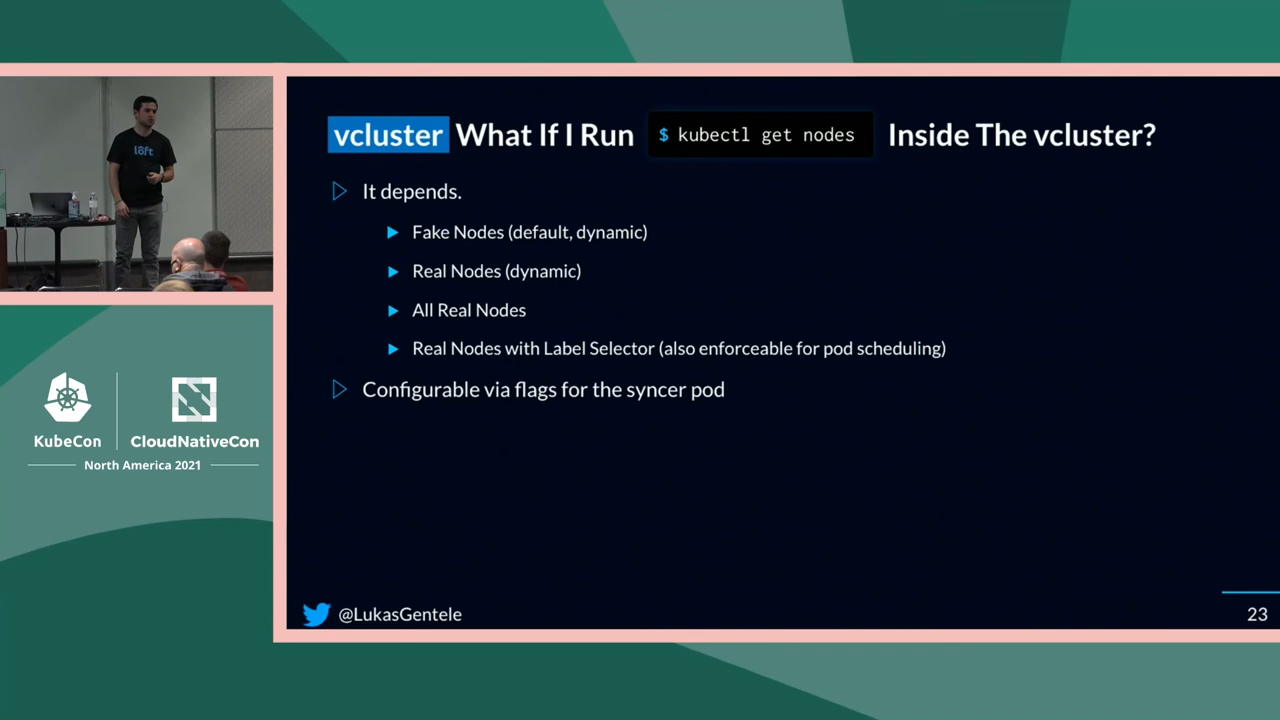 vcluster What If I Run $ kubectl get nodes Inside The vcluster?
It depends.
Fake Nodes (default, dynamic)
Real Nodes (dynamic)
All Real Nodes
Real Nodes with Label Selector (also enforceable for pod scheduling)
Configurable via flags for the syncer pod
@LukasGentele
23
loft
KubeCon
CloudNativeCon
North America 2021